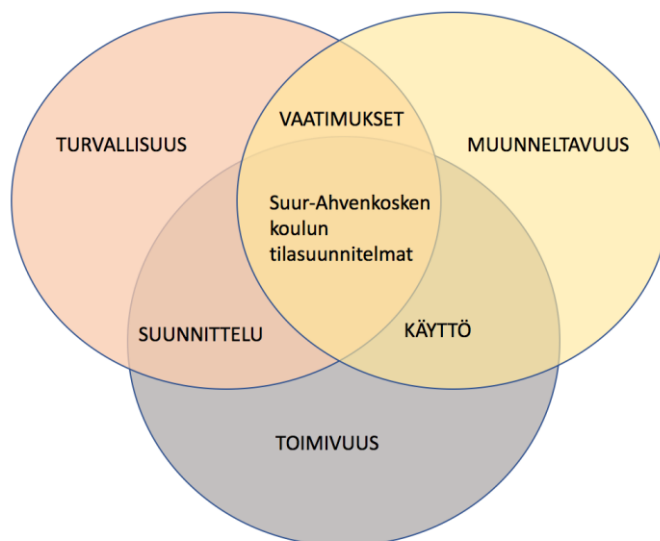 VAATIMUKSET
TURVALLISUUS
MUUNNELTAVUUS
Suur-Ahvenkosken
koulun
tilasuunnitelmat
SUUNNITTELU
KÄYTTÖ
TOIMIVUUS